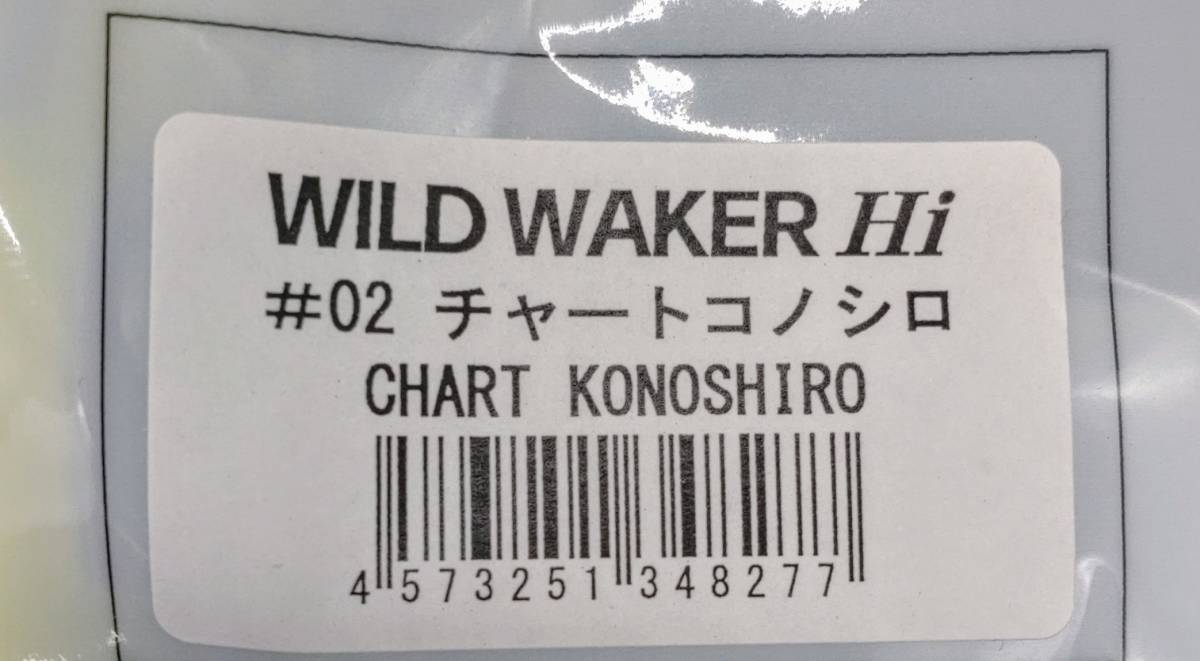 WILD WAKER Hi
#02 チャートコノシロ
CHART KONOSHIRO
4 573251 348277